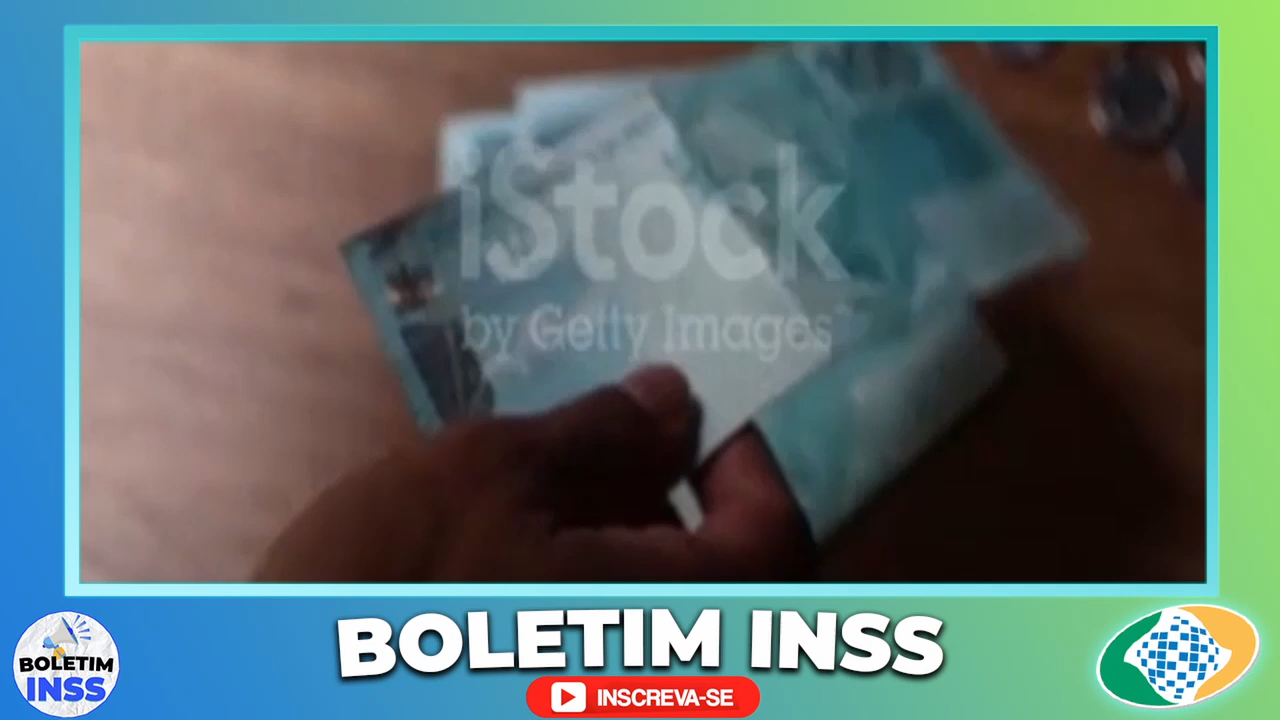 iStock
by Getty Images
BOLETIM INSS
BOLETIM
INSS
INSCREVA-SE